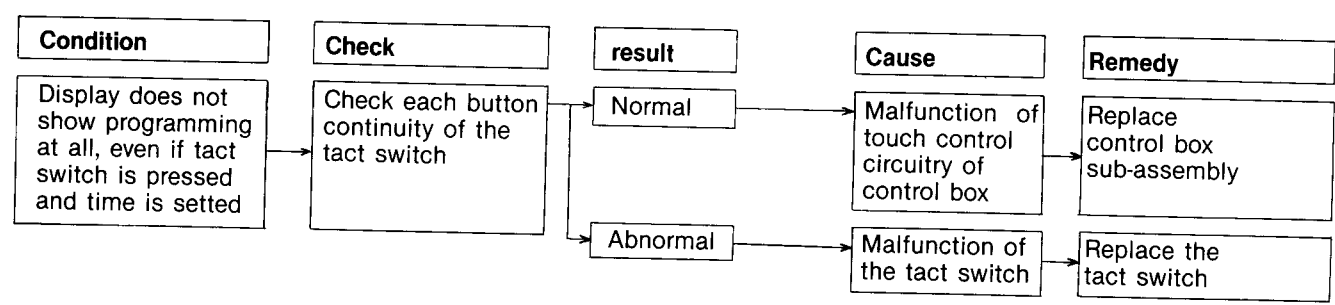 Condition
Check
result
Cause
Remedy
Display does not
show programming
at all, even if tact
switch is pressed
and time is setted
Check each button
continuity of the
tact switch
Normal
Malfunction of
touch control
circuitry of
control box
Replace
control box
sub-assembly
Abnormal
Malfunction of
the tact switch
Replace the
tact switch